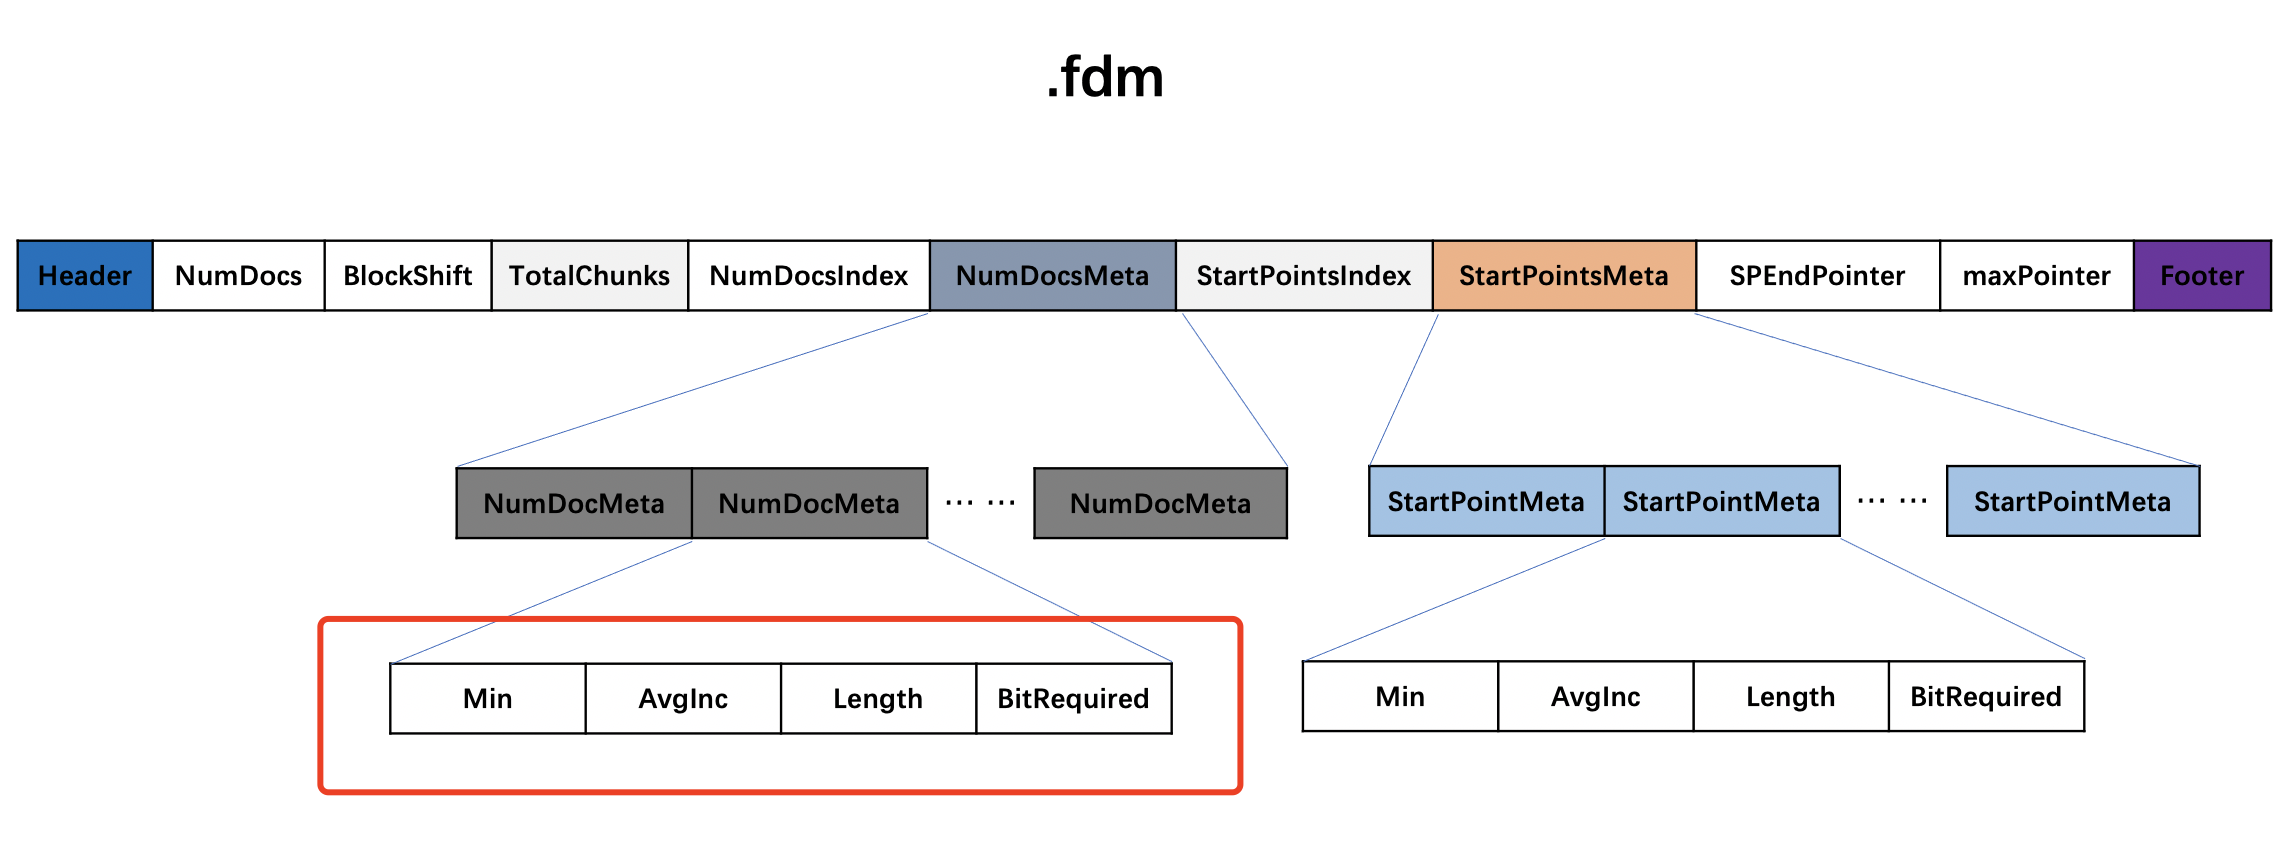 .fdm
Header NumDocs BlockShift TotalChunks NumDocsIndex NumDocsMeta StartPointsIndex StartPointsMeta SPEndPointer maxPointer Footer
NumDocMeta NumDocMeta ... ... NumDocMeta StartPointMeta StartPointMeta ... ... StartPointMeta
Min AvgInc Length BitRequired Min AvgInc Length BitRequired